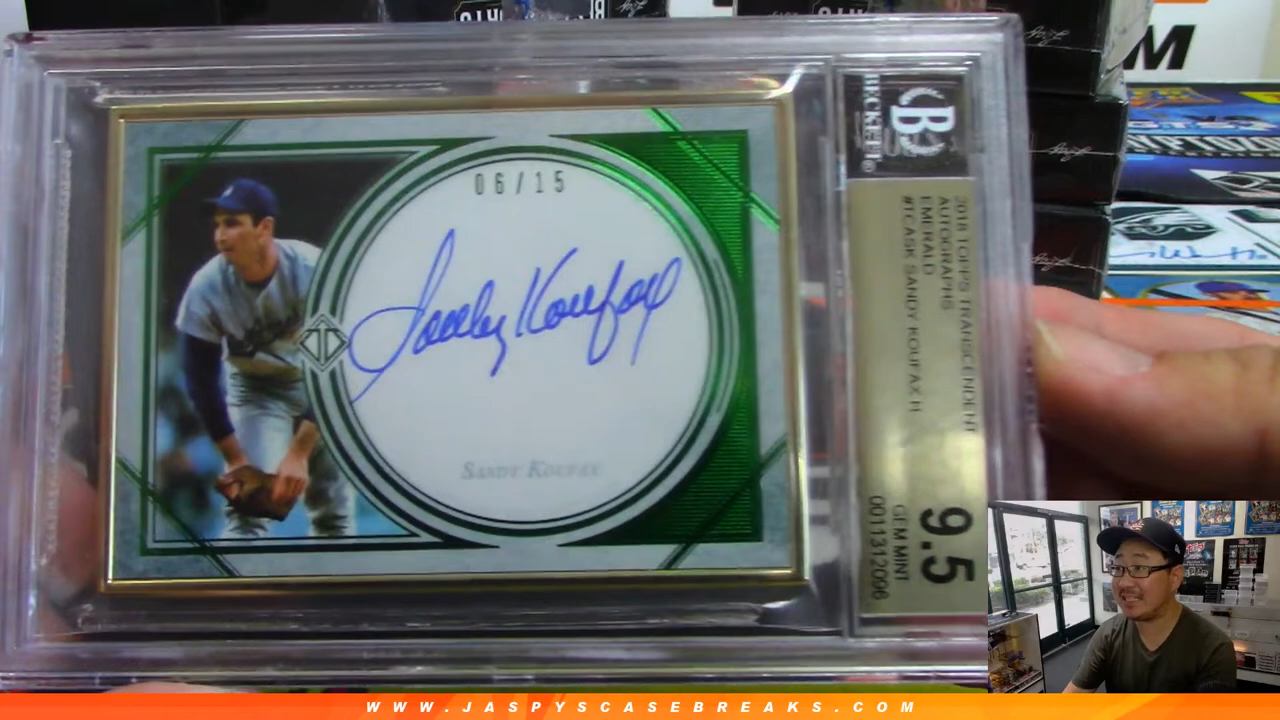 06/15
Sandy Koufax
SANDY KOUFAX
BECKETT
B
2018 TOPPS TRANSCENDENT
AUTOGRAPHS
EMERALD
#TCASK SANDY KOUFAX H
9.5
GEM MINT
0011312096
M
WWW.JASPYSCASEBREAKS.COM